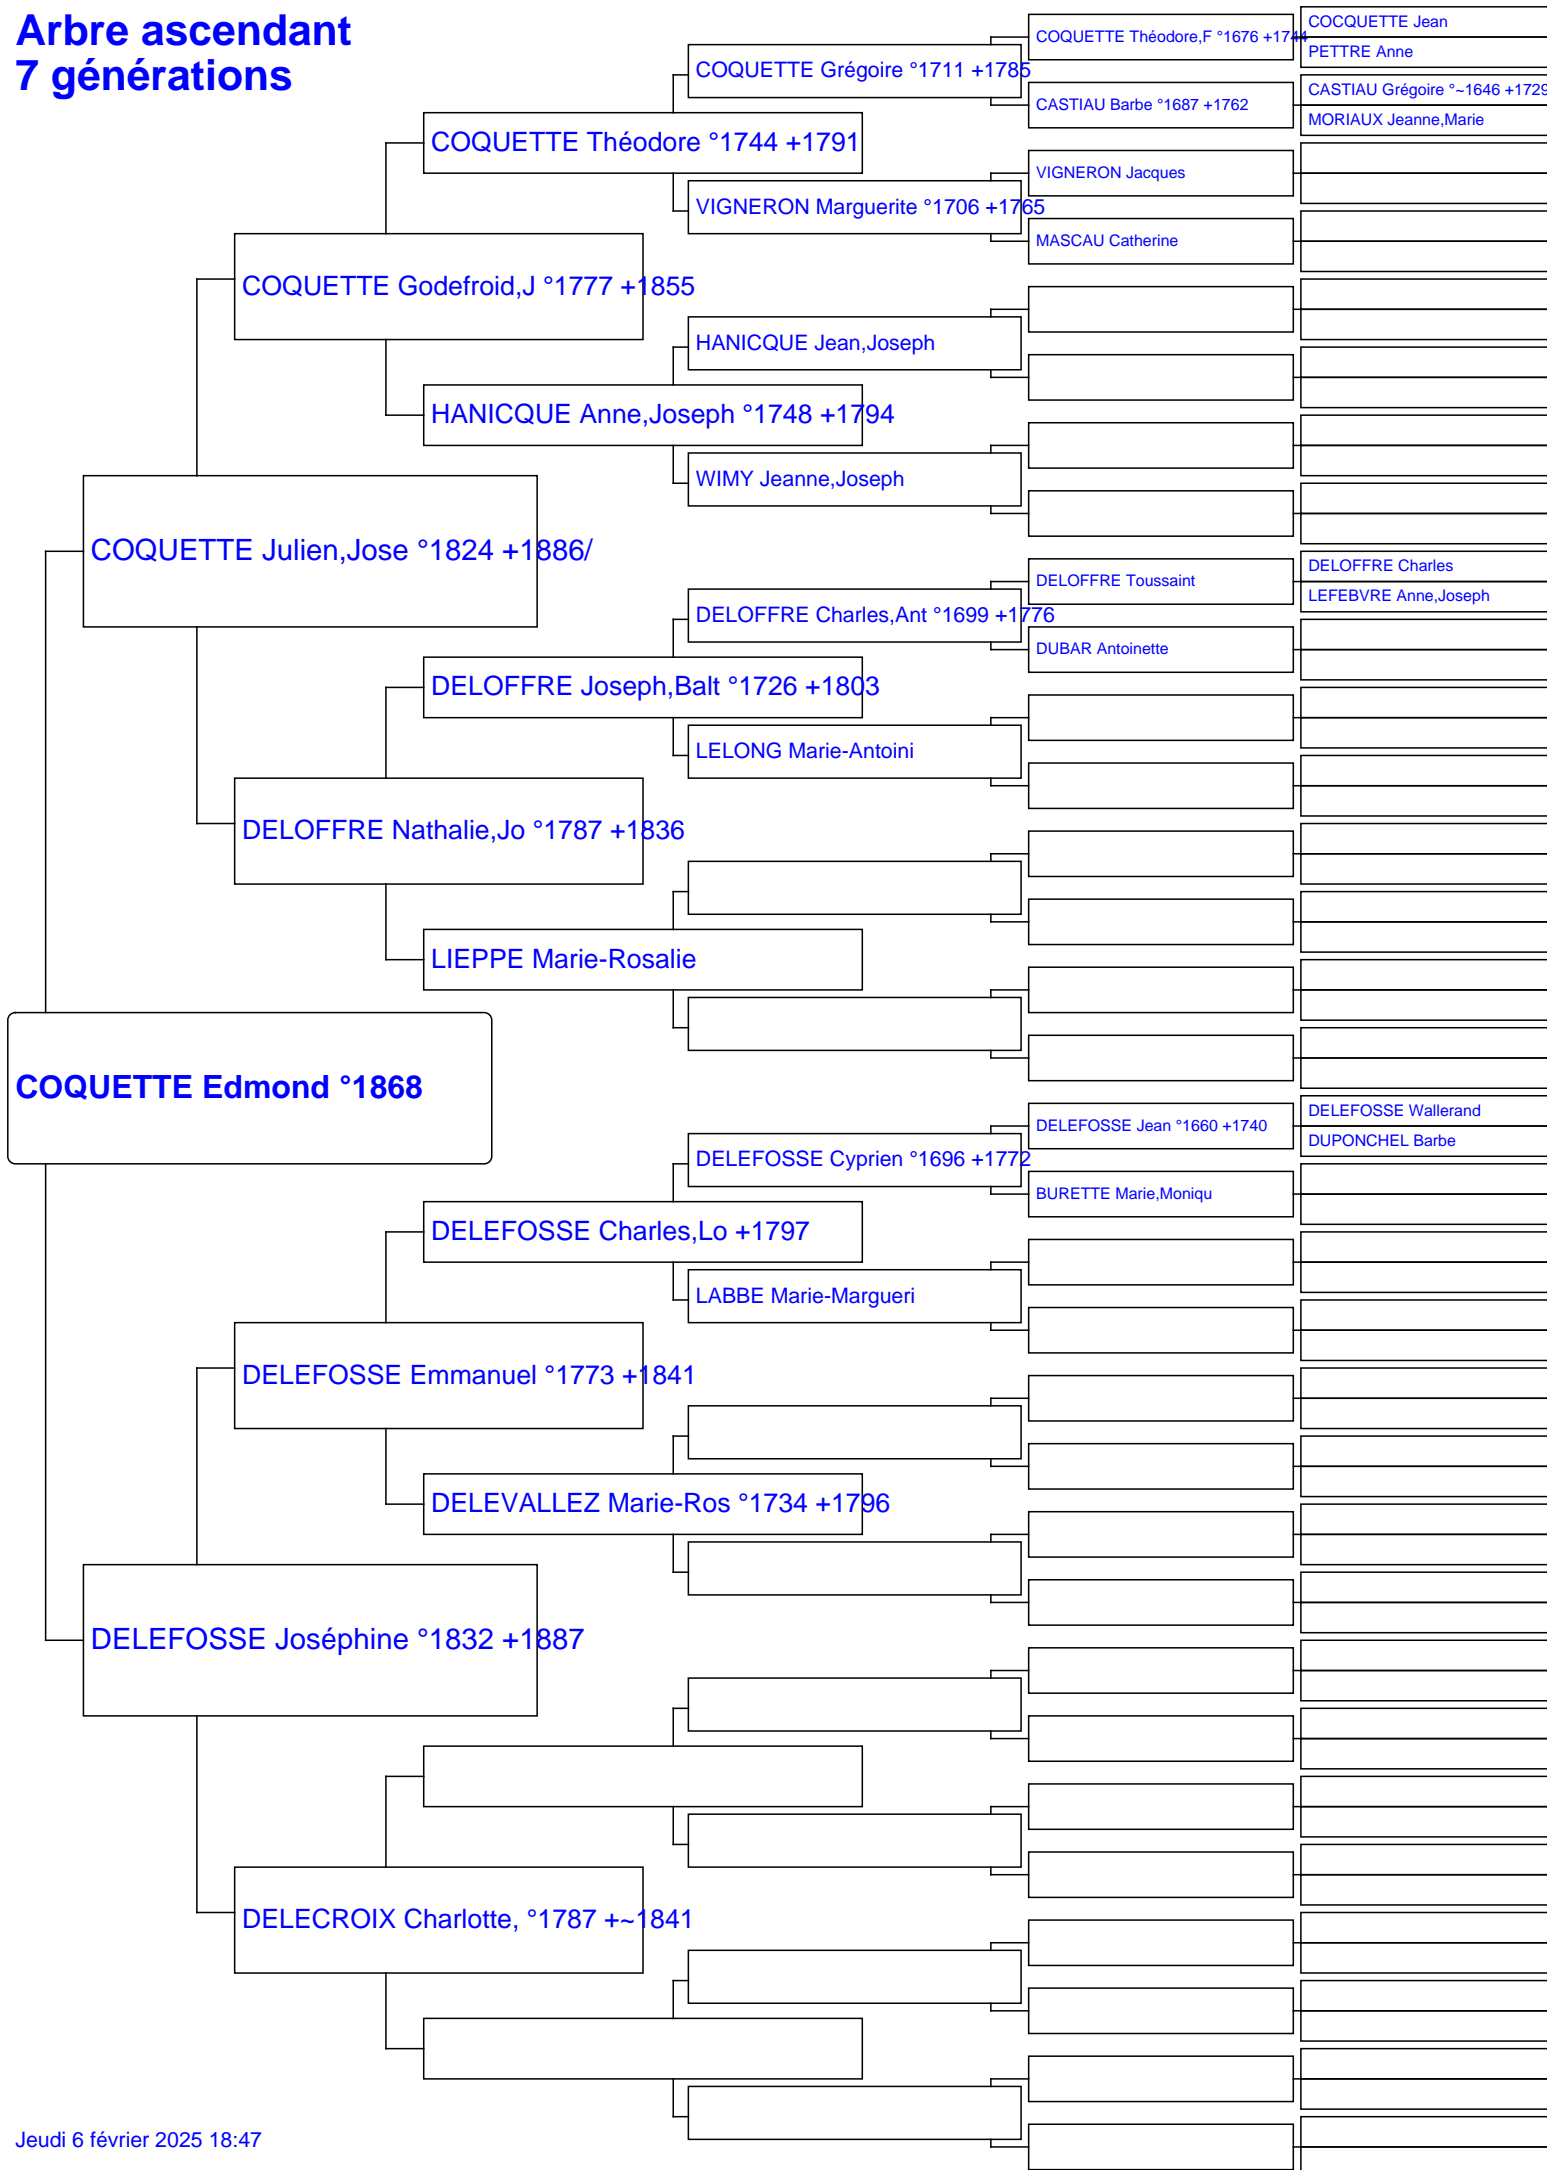 Arbre ascendant
7 générations
COQUETTE Théodore,F °1676 +1744
COCQUETTE Jean
PETTRE Anne
COQUETTE Grégoire °1711 +1785
CASTIAU Barbe °1687 +1762
CASTIAU Grégoire °~1646 +1729
MORIAUX Jeanne,Marie
COQUETTE Théodore °1744 +1791
VIGNERON Jacques
VIGNERON Marguerite °1706 +1765
MASCAU Catherine
COQUETTE Godefroid,J °1777 +1855
HANICQUE Jean,Joseph
HANICQUE Anne,Joseph °1748 +1794
WIMY Jeanne,Joseph
COQUETTE Julien,Jose °1824 +1886/
DELOFFRE Toussaint
DELOFFRE Charles
LEFEBVRE Anne,Joseph
DELOFFRE Charles,Ant °1699 +1776
DUBAR Antoinette
DELOFFRE Joseph,Balt °1726 +1803
LELONG Marie-Antoini
DELOFFRE Nathalie,Jo °1787 +1836
LIEPPE Marie-Rosalie
COQUETTE Edmond °1868
DELEFOSSE Jean °1660 +1740
DELEFOSSE Wallerand
DUPONCHEL Barbe
DELEFOSSE Cyprien °1696 +1772
BURETTE Marie,Moniqu
DELEFOSSE Charles,Lo +1797
LABBE Marie-Margueri
DELEFOSSE Emmanuel °1773 +1841
DELEVALLEZ Marie-Ros °1734 +1796
DELEFOSSE Joséphine °1832 +1887
DELECROIX Charlotte, °1787 +~1841
Jeudi 6 février 2025 18:47